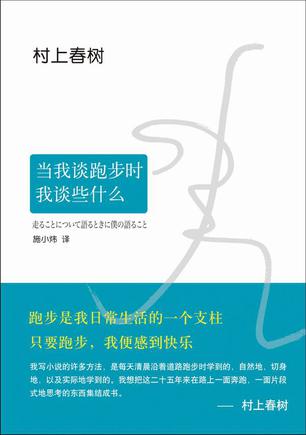 村上春树
当我谈跑步时
我谈些什么
走ることについて語るときに僕の語ること
施小炜 译
跑步是我日常生活的一个支柱
只要跑步，我便感到快乐
我写小说的许多方法，是每天清晨沿着道路跑步时学到的，自然地、切身
地，以及实际地学到的。我想把这二十五年来在路上一面奔跑、一面片段
式地思考的东西集结成书。
——村上春树